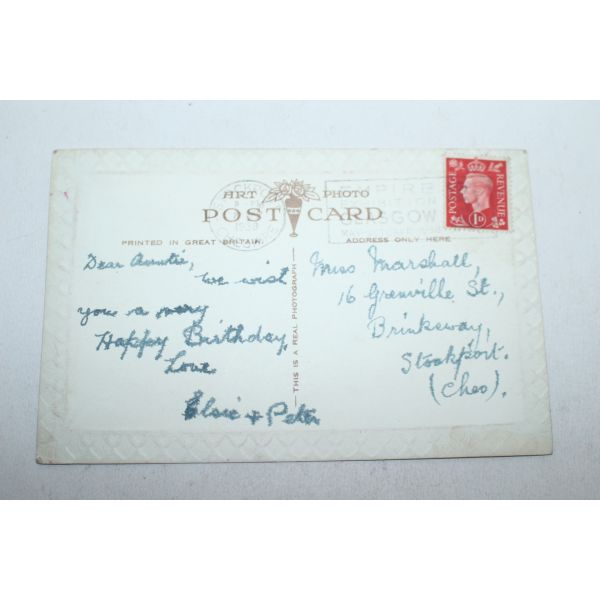 ART PHOTO
POST CARD
PRINTED IN GREAT BRITAIN. ADDRESS ONLY HERE
THIS IS A REAL PHOTOGRAPH
Dear Auntie,
we wish
you a very
Happy Birthday.
Love
Elsie + Peter
Miss Marshall,
16 Grenville St.,
Brinksway,
Stockport.
(Ches).
POSTAGE
REVENUE
1D
EMPIRE
EXHIBITION
GLASGOW